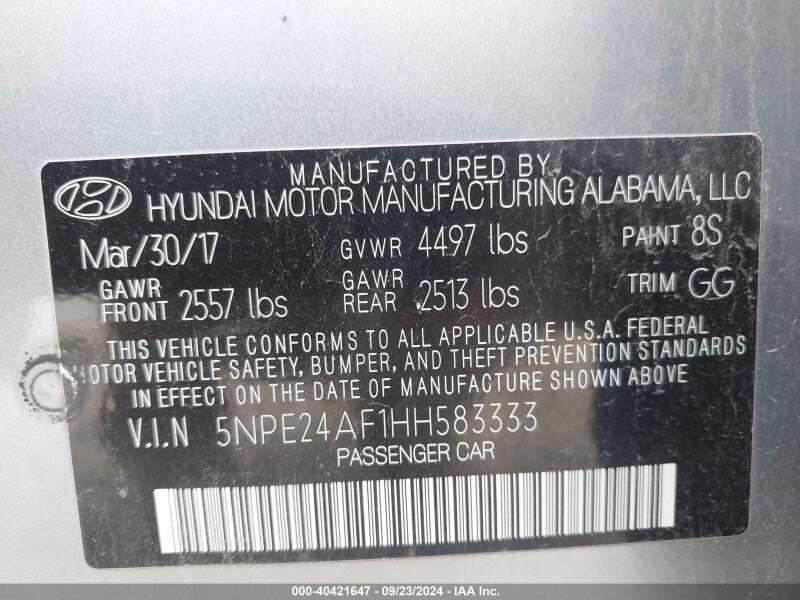 MANUFACTURED BY
HYUNDAI MOTOR MANUFACTURING ALABAMA, LLC
Mar/30/17 GVWR 4497 lbs PAINT 8S
GAWR FRONT 2557 lbs GAWR REAR 2513 lbs TRIM GG
THIS VEHICLE CONFORMS TO ALL APPLICABLE U.S.A. FEDERAL
MOTOR VEHICLE SAFETY, BUMPER, AND THEFT PREVENTION STANDARDS
IN EFFECT ON THE DATE OF MANUFACTURE SHOWN ABOVE
V.I.N 5NPE24AF1HH583333
PASSENGER CAR
000-40421647 - 09/23/2024 - IAA Inc.